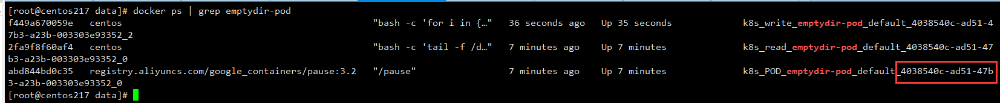 [root@centos217 data]# docker ps | grep emptydir-pod
f449a670059e   centos                                              "bash -c 'for i in {…"   36 seconds ago   Up 35 seconds             k8s_write_emptydir-pod_default_4038540c-ad51-4
7b3-a23b-003303e93352_2
2fa9f8f60af4   centos                                              "bash -c 'tail -f /d…"   7 minutes ago    Up 7 minutes              k8s_read_emptydir-pod_default_4038540c-ad51-47
b3-a23b-003303e93352_0
abd844bd0c35   registry.aliyuncs.com/google_containers/pause:3.2   "/pause"                 7 minutes ago    Up 7 minutes              k8s_POD_emptydir-pod_default_4038540c-ad51-47b
3-a23b-003303e93352_0
[root@centos217 data]#